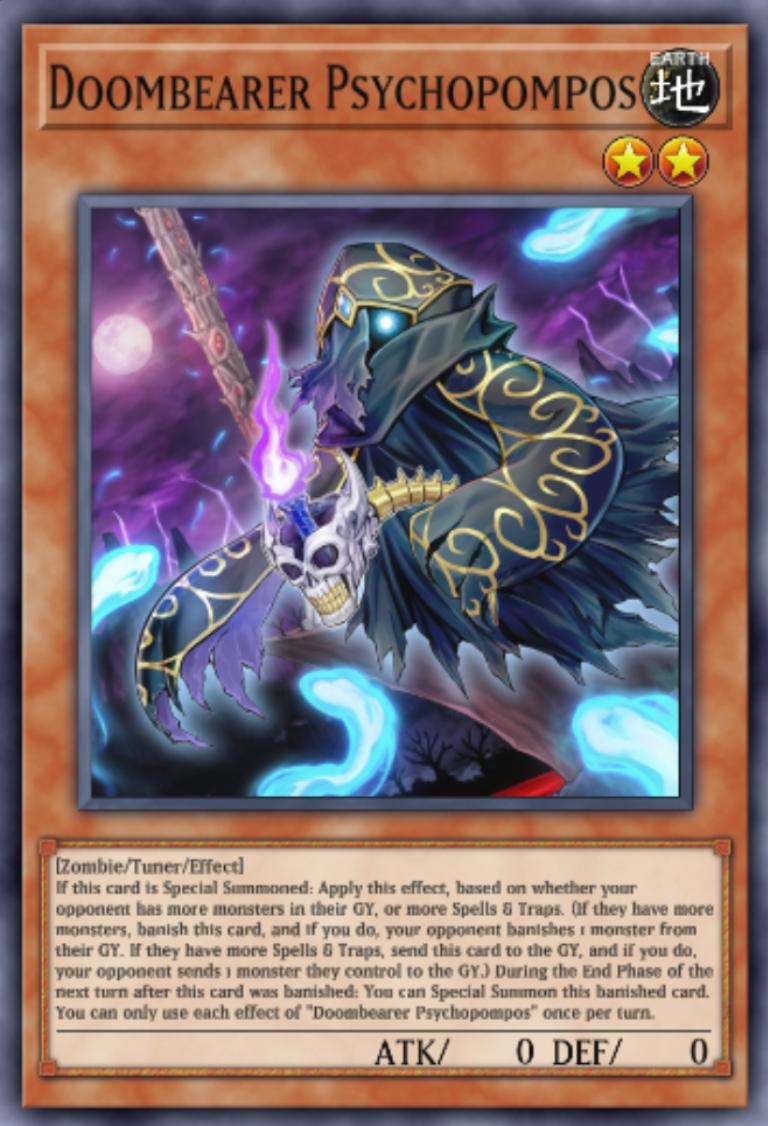 DOOMBEARER PSYCHOPOMPOS
EARTH
地
[Zombie/Tuner/Effect]
If this card is Special Summoned: Apply this effect, based on whether your
opponent has more monsters in their GY, or more Spells & Traps. (If they have more
monsters, banish this card, and if you do, your opponent banishes 1 monster from
their GY. If they have more Spells & Traps, send this card to the GY, and if you do,
your opponent sends 1 monster they control to the GY.) During the End Phase of the
next turn after this card was banished: You can Special Summon this banished card.
You can only use each effect of "Doombearer Psychopompos" once per turn.
ATK/ 0 DEF/ 0